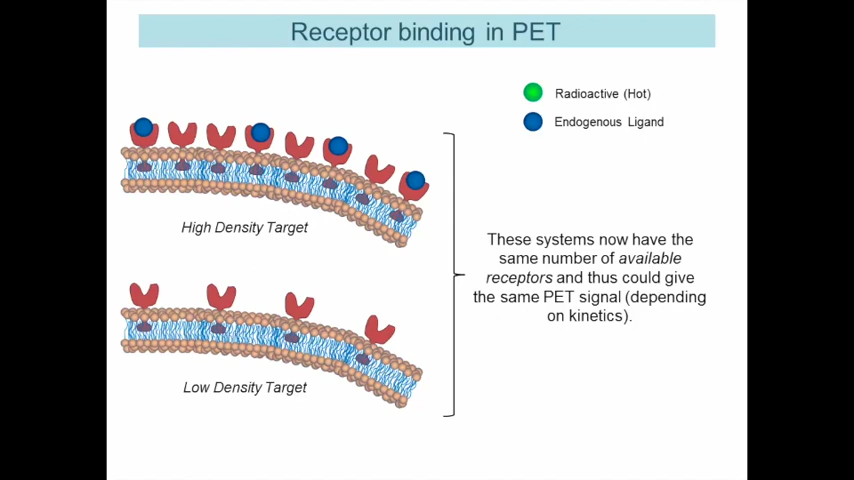 Receptor binding in PET
Radioactive (Hot)
Endogenous Ligand
High Density Target
These systems now have the
same number of available
receptors and thus could give
the same PET signal (depending
on kinetics).
Low Density Target